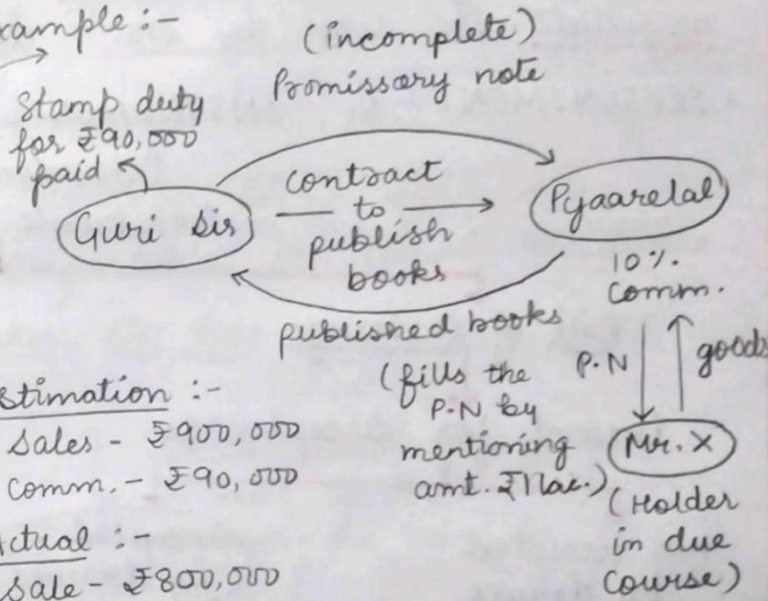 xample :-
(incomplete)
Promissory note
Stamp duty
for ₹90,000
paid
Guri Sir
contract
to
publish
books
Pyaarelal
10%.
Comm.
published books
(fills the
P.N by
mentioning
amt. ₹1 lac.)
P.N
goods
Mr. X
(Holder
in due
course)
stimation :-
Sales - ₹900,000
comm. - ₹90,000
ctual :-
Sale - ₹800,000